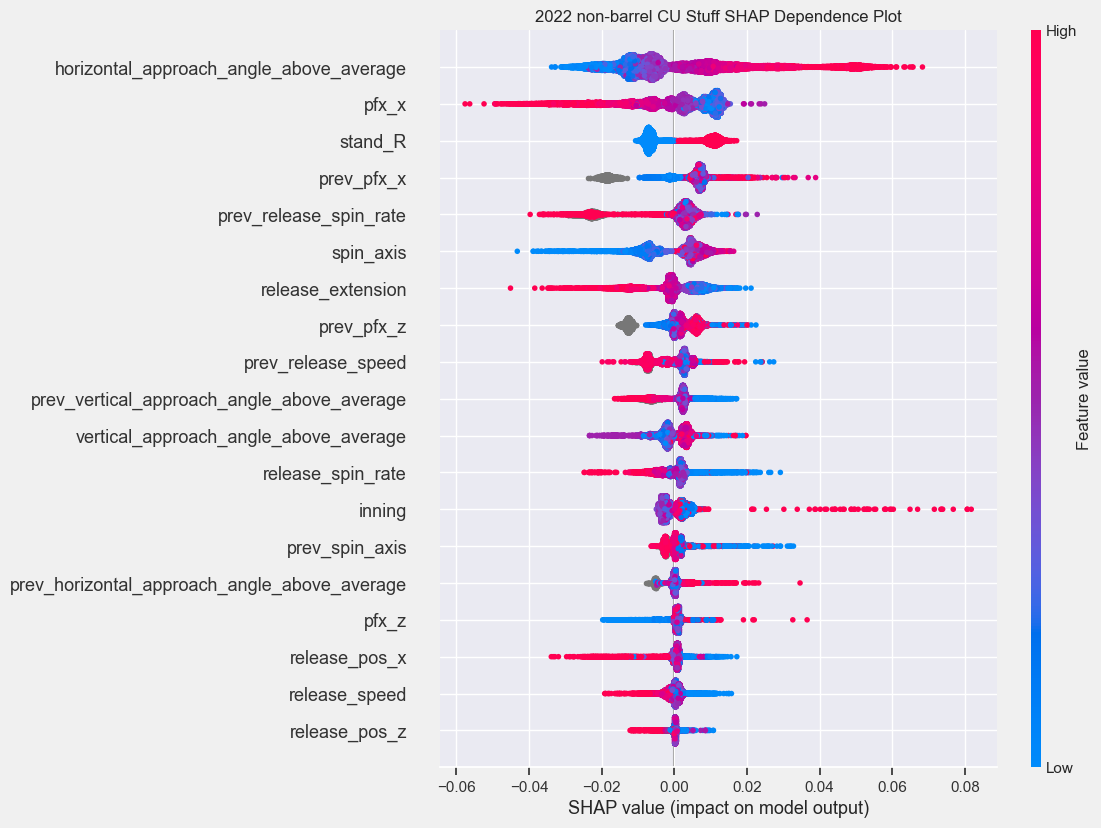 2022 non-barrel CU Stuff SHAP Dependence Plot
High
horizontal_approach_angle_above_average
pfx_x
stand_R
prev_pfx_x
prev_release_spin_rate
spin_axis
release_extension
prev_pfx_z
prev_release_speed
prev_vertical_approach_angle_above_average
vertical_approach_angle_above_average
release_spin_rate
inning
prev_spin_axis
prev_horizontal_approach_angle_above_average
pfx_z
release_pos_x
release_speed
release_pos_z
Feature value
Low
−0.06 −0.04 −0.02 0.00 0.02 0.04 0.06 0.08
SHAP value (impact on model output)